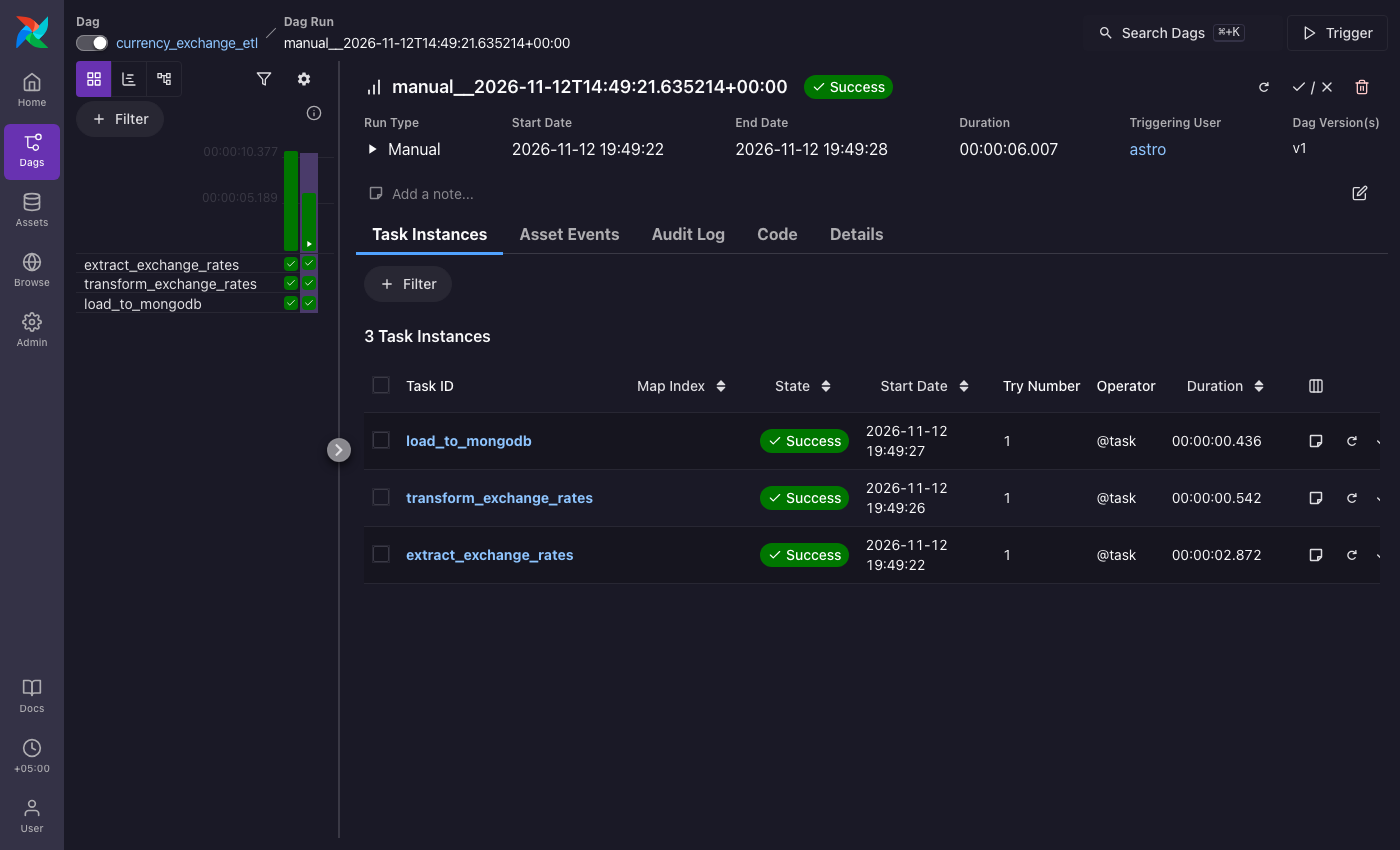 Dag
currency_exchange_etl
Dag Run
manual__2026-11-12T14:49:21.635214+00:00
Search Dags ⌘+K
Trigger
Home
Dags
Assets
Browse
Admin
Docs
+05:00
User
+ Filter
00:00:10.377
00:00:05.189
extract_exchange_rates
transform_exchange_rates
load_to_mongodb
manual__2026-11-12T14:49:21.635214+00:00 Success
Run Type Start Date End Date Duration Triggering User Dag Version(s)
Manual 2026-11-12 19:49:22 2026-11-12 19:49:28 00:00:06.007 astro v1
Add a note...
Task Instances Asset Events Audit Log Code Details
+ Filter
3 Task Instances
Task ID Map Index State Start Date Try Number Operator Duration
load_to_mongodb Success 2026-11-12 19:49:27 1 @task 00:00:00.436
transform_exchange_rates Success 2026-11-12 19:49:26 1 @task 00:00:00.542
extract_exchange_rates Success 2026-11-12 19:49:22 1 @task 00:00:02.872